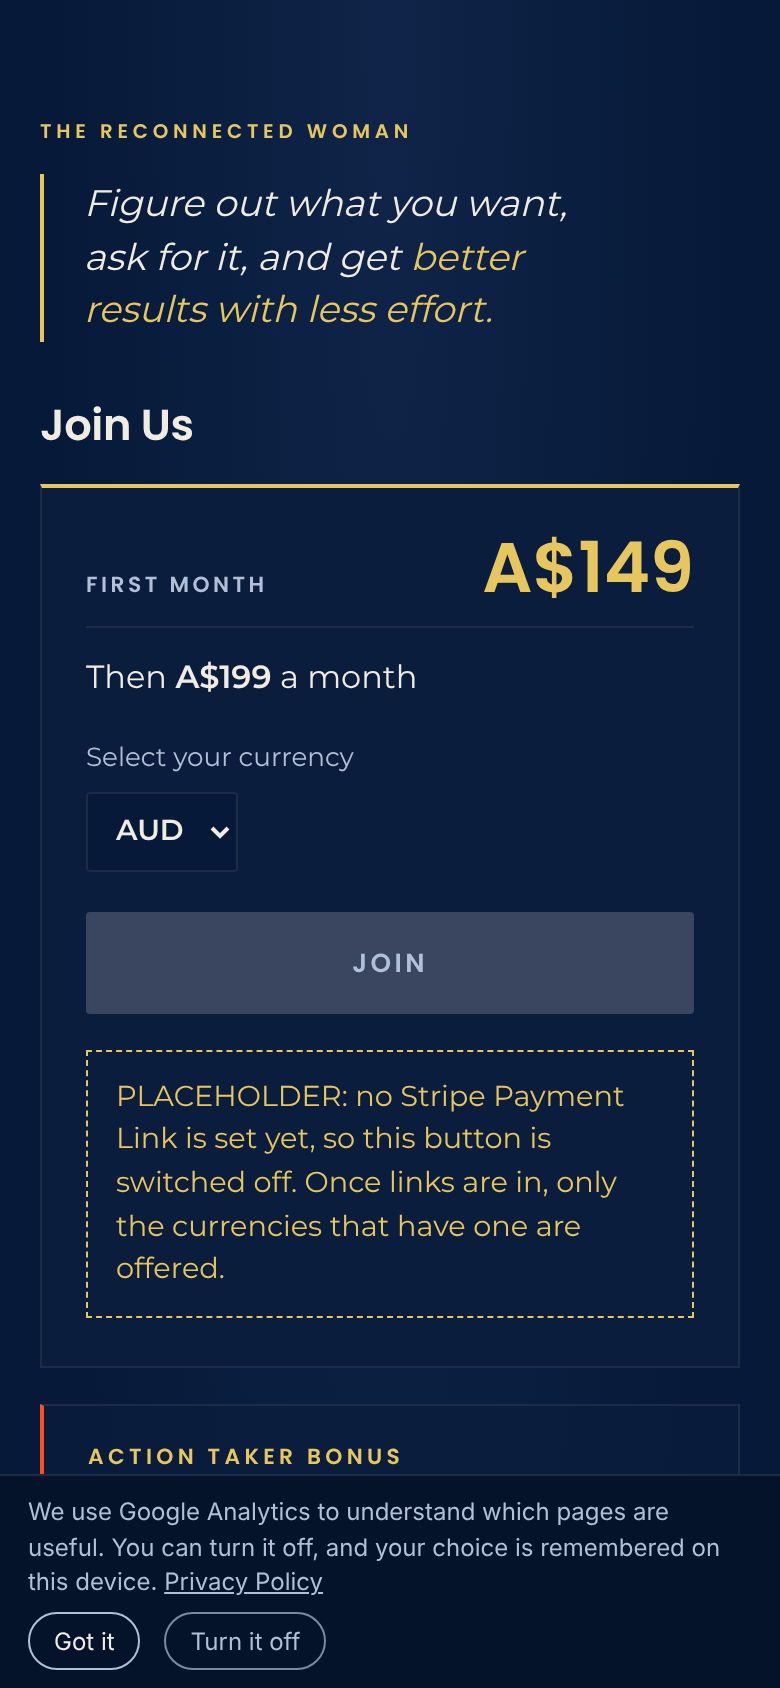 THE RECONNECTED WOMAN
Figure out what you want,
ask for it, and get better
results with less effort.
Join Us
FIRST MONTH A$149
Then A$199 a month
Select your currency
AUD
JOIN
PLACEHOLDER: no Stripe Payment
Link is set yet, so this button is
switched off. Once links are in, only
the currencies that have one are
offered.
ACTION TAKER BONUS
We use Google Analytics to understand which pages are
useful. You can turn it off, and your choice is remembered on
this device. Privacy Policy
Got it Turn it off